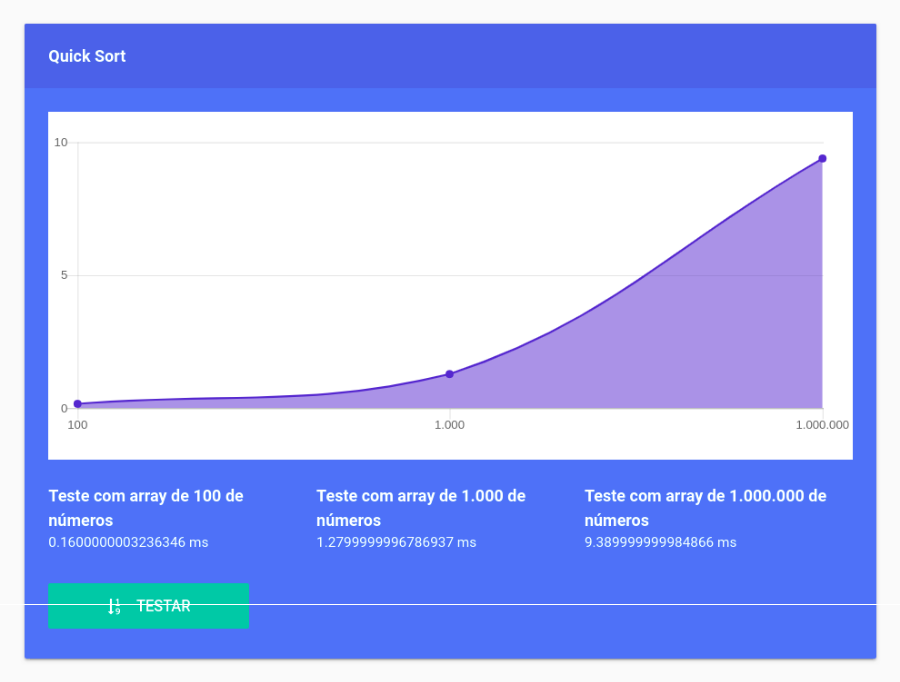 Quick Sort
10
5
0
100
1.000
1.000.000
Teste com array de 100 de
números
0.1600000003236346 ms
Teste com array de 1.000 de
números
1.2799999996786937 ms
Teste com array de 1.000.000 de
números
9.389999999984866 ms
1
9
TESTAR